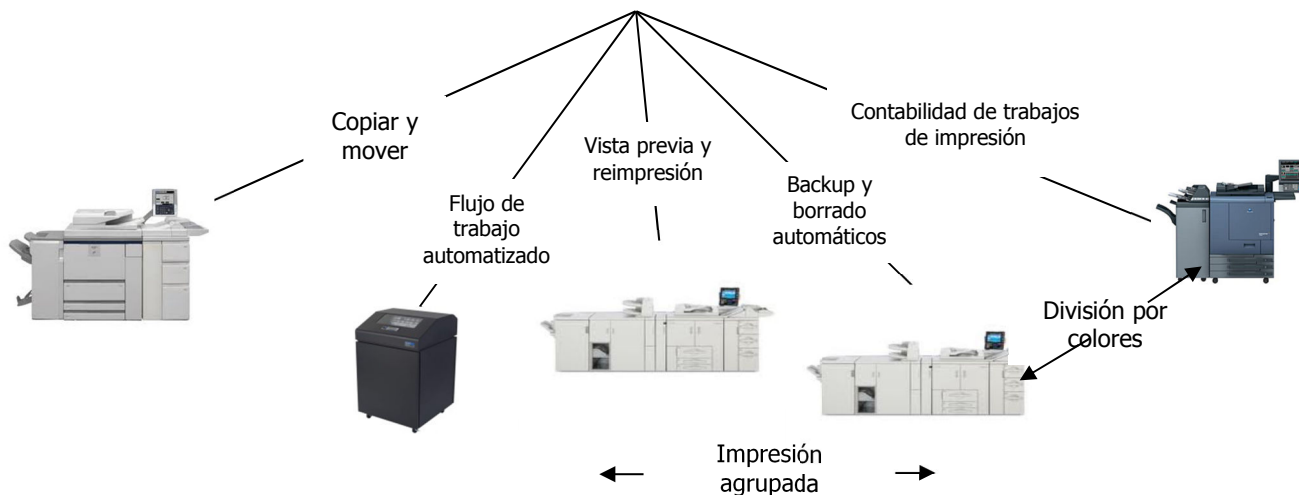 Copiar y
mover
Flujo de
trabajo
automatizado
Vista previa y
reimpresión
Backup y
borrado
automáticos
Contabilidad de trabajos
de impresión
División por
colores
Impresión
agrupada